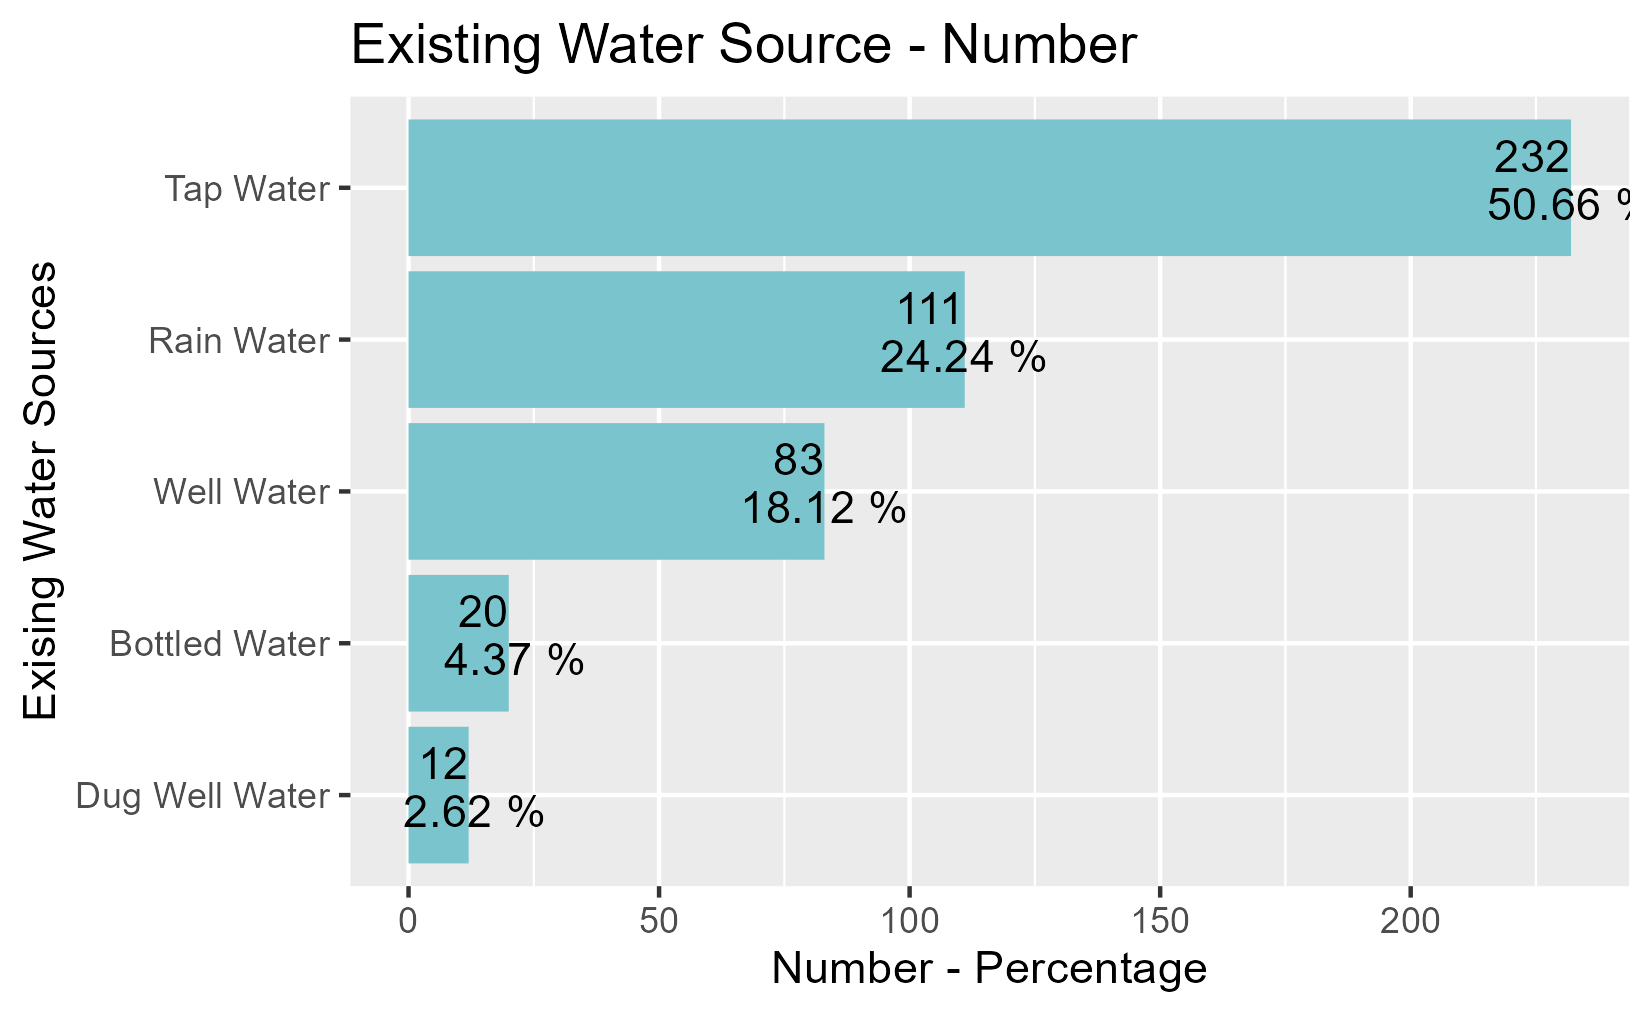 Existing Water Source - Number
Exising Water Sources
Tap Water
232
50.66 %
Rain Water
111
24.24 %
Well Water
83
18.12 %
Bottled Water
20
4.37 %
Dug Well Water
12
2.62 %
0 50 100 150 200
Number - Percentage